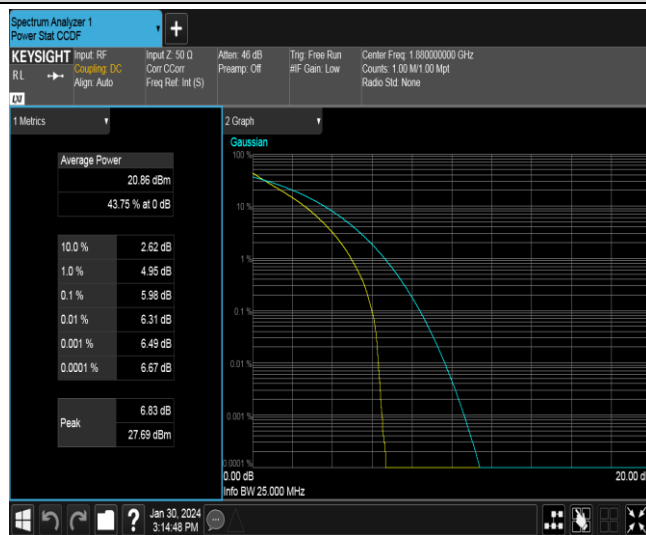 Spectrum Analyzer 1
Power Stat CCDF
+
KEYSIGHT
RL
LXI
Input: RF
Coupling: DC
Align: Auto
Input Z: 50 Ω
Corr CCorr
Freq Ref: Int (S)
Atten: 46 dB
Preamp: Off
Trig: Free Run
#IF Gain: Low
Center Freq: 1.880000000 GHz
Counts: 1.00 M/1.00 Mpt
Radio Std: None
1 Metrics
Average Power
20.86 dBm
43.75 % at 0 dB
10.0 % 2.62 dB
1.0 % 4.95 dB
0.1 % 5.98 dB
0.01 % 6.31 dB
0.001 % 6.49 dB
0.0001 % 6.67 dB
Peak
6.83 dB
27.69 dBm
2 Graph
Gaussian
100 %
10 %
1 %
0.1 %
0.01 %
0.001 %
0.0001 %
0.00 dB 20.00 d
Info BW 25.000 MHz
?
Jan 30, 2024
3:14:48 PM